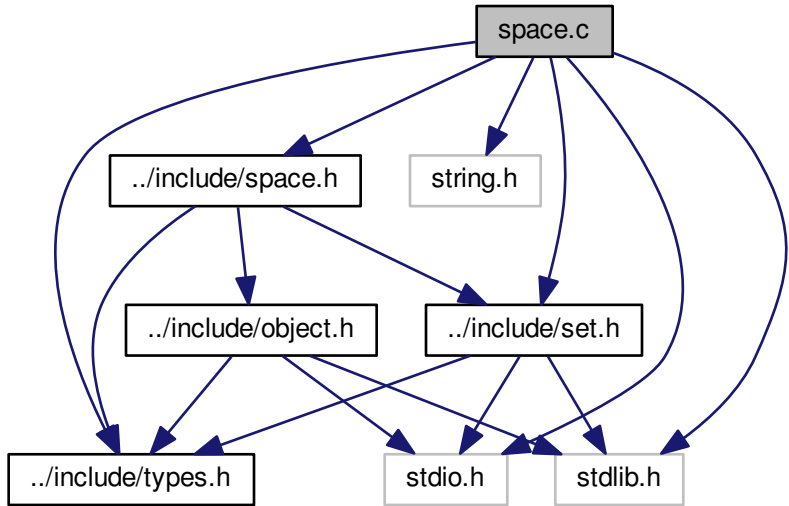 space.c
../include/space.h
string.h
../include/object.h
../include/set.h
../include/types.h
stdio.h
stdlib.h